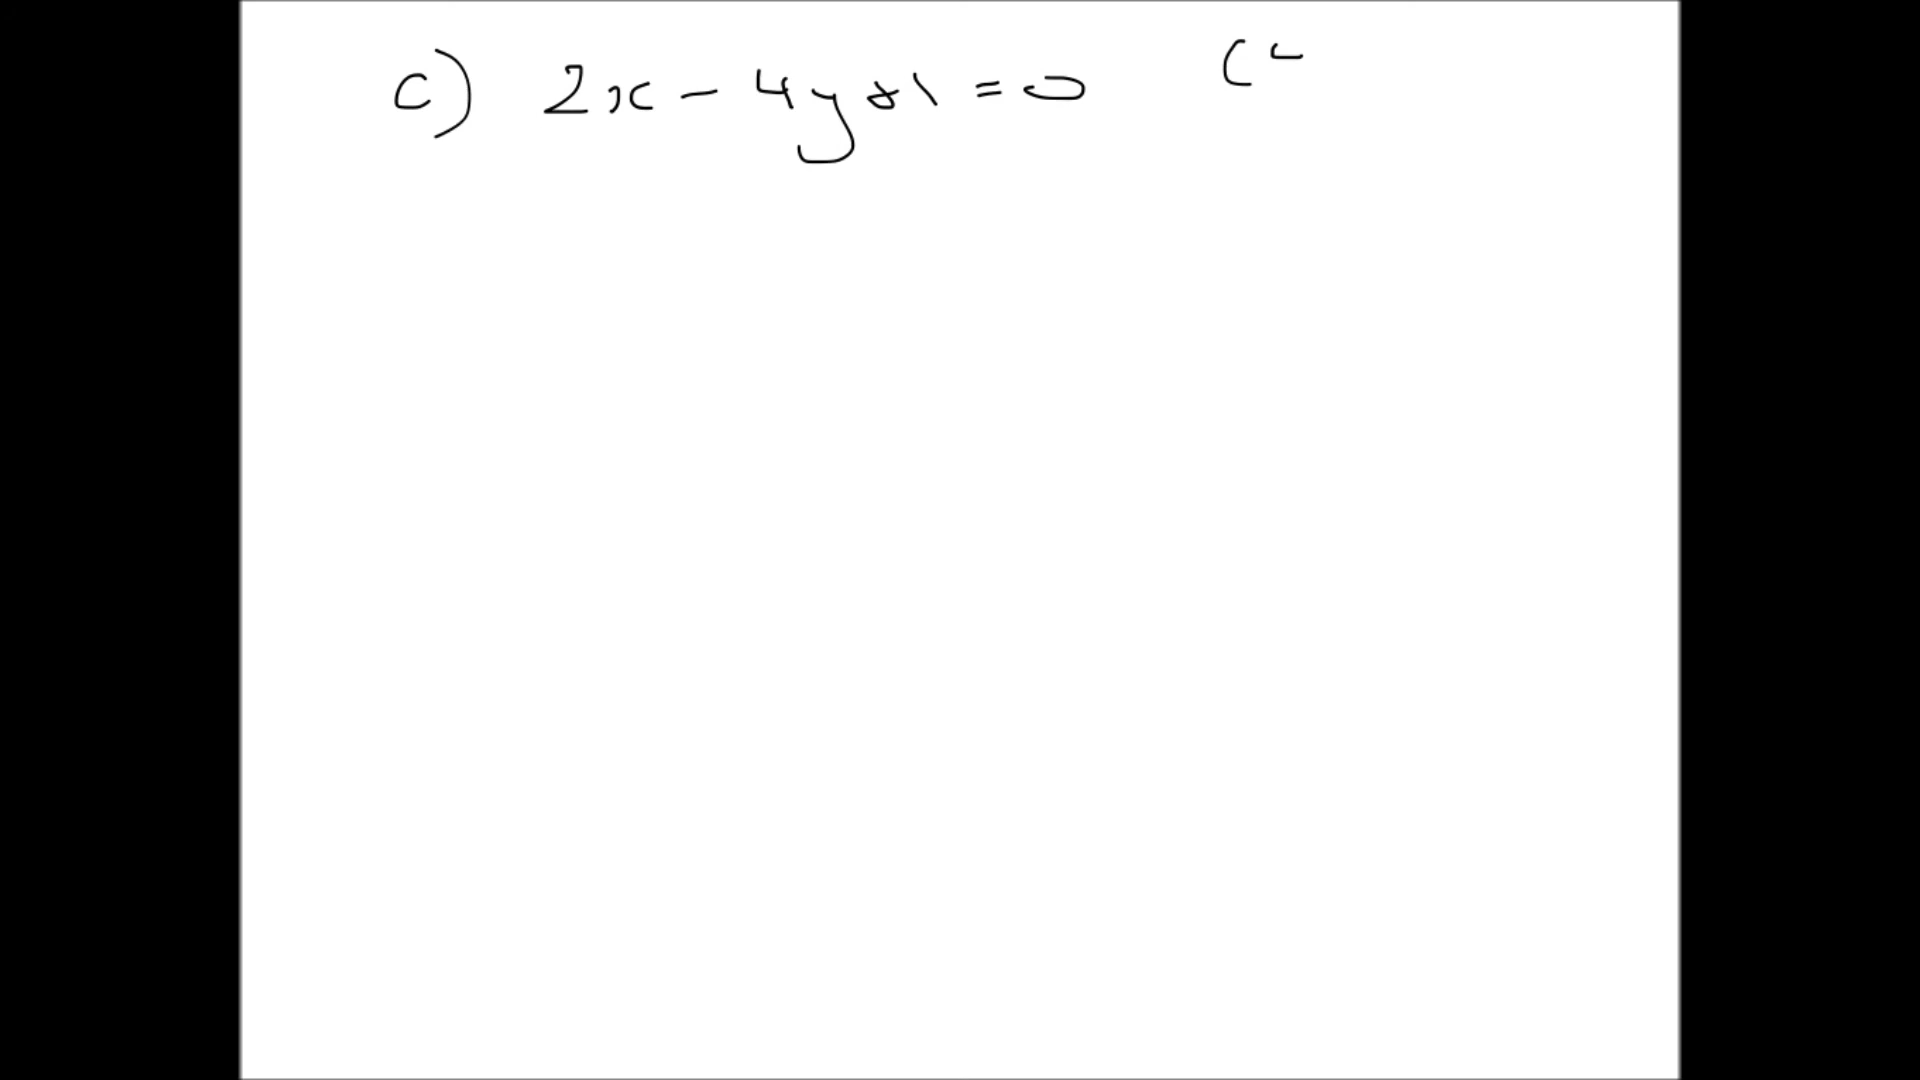 c) 2x - 4y + 1 = 0 (